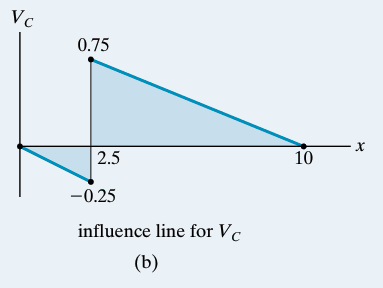 V_C
0.75
x
2.5
10
−0.25
influence line for V_C
(b)